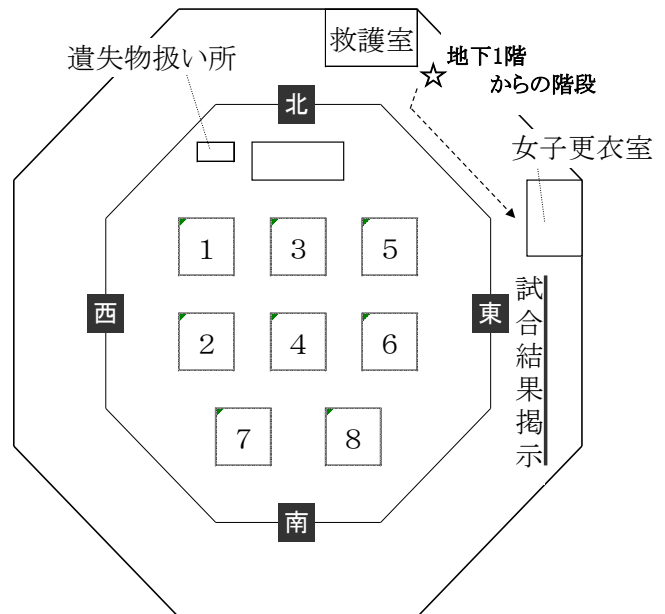 救護室
遺失物扱い所
地下1階
からの階段
☆
北
女子更衣室
1 3 5
西
東
2 4 6
試合結果掲示
7 8
南